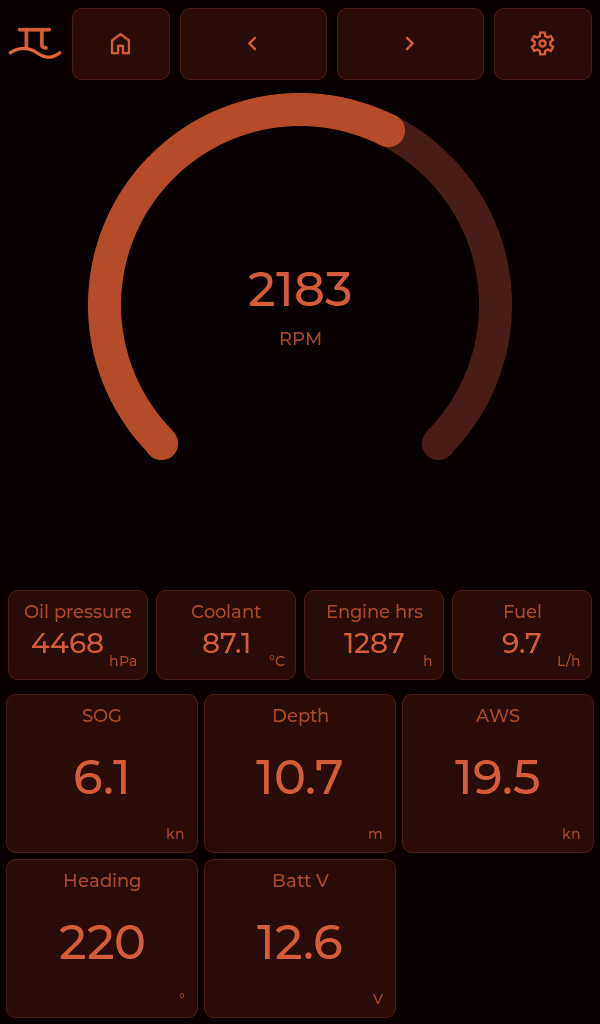 2183
RPM
Oil pressure
4468 hPa
Coolant
87.1 °C
Engine hrs
1287 h
Fuel
9.7 L/h
SOG
6.1
kn
Depth
10.7
m
AWS
19.5
kn
Heading
220
°
Batt V
12.6
V